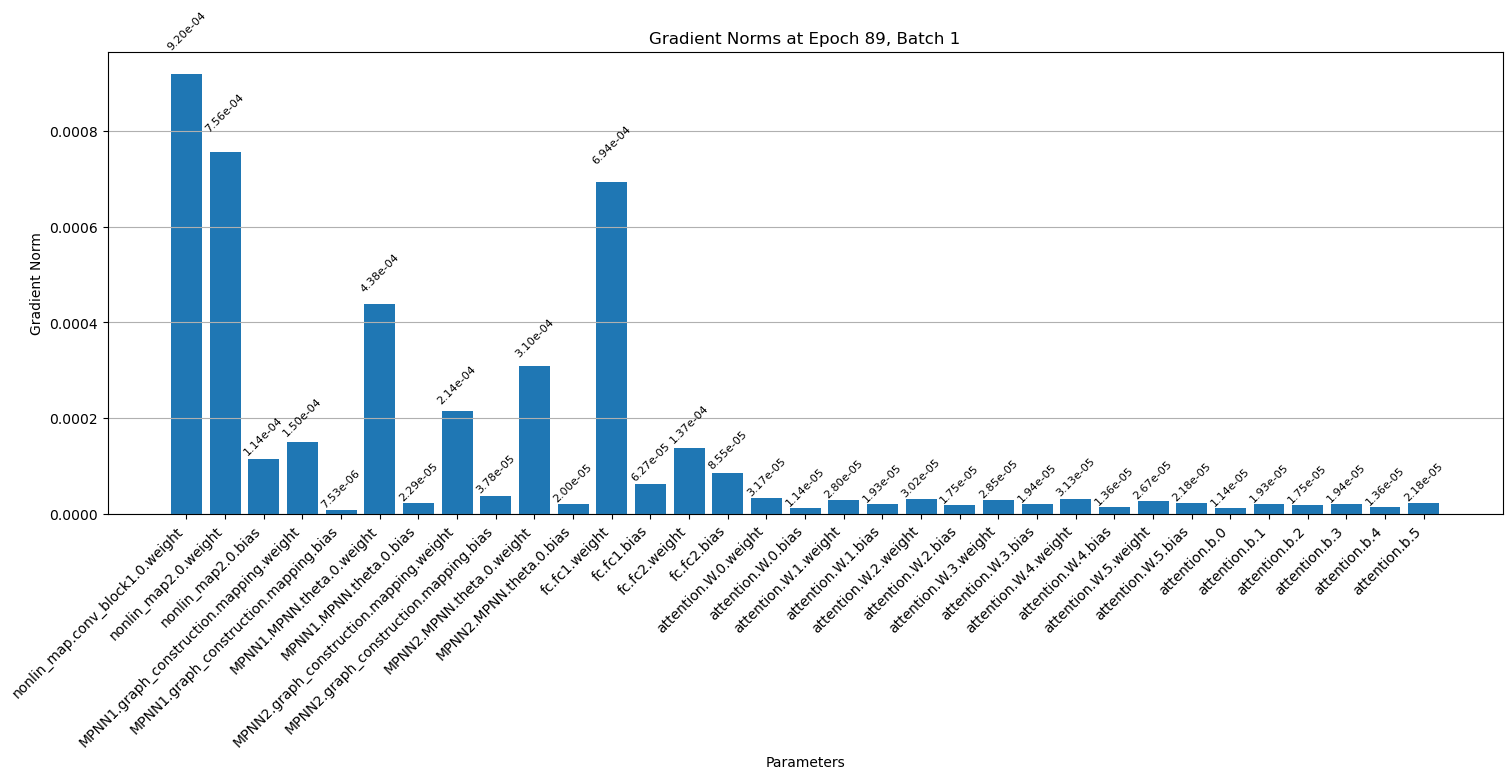 Gradient Norms at Epoch 89, Batch 1
Gradient Norm
0.0008
0.0006
0.0004
0.0002
0.0000
9.20e-04
7.56e-04
1.14e-04
1.50e-04
7.53e-06
4.38e-04
2.29e-05
2.14e-04
3.78e-05
3.10e-04
2.00e-05
6.94e-04
6.27e-05
1.37e-04
8.55e-05
3.17e-05
1.14e-05
2.80e-05
1.93e-05
3.02e-05
1.75e-05
2.85e-05
1.94e-05
3.13e-05
1.36e-05
2.67e-05
2.18e-05
1.14e-05
1.93e-05
1.75e-05
1.94e-05
1.36e-05
2.18e-05
nonlin_map.conv_block1.0.weight
nonlin_map2.0.weight
nonlin_map2.0.bias
MPNN1.graph_construction.mapping.weight
MPNN1.graph_construction.mapping.bias
MPNN1.MPNN.theta.0.weight
MPNN1.MPNN.theta.0.bias
MPNN2.graph_construction.mapping.weight
MPNN2.graph_construction.mapping.bias
MPNN2.MPNN.theta.0.weight
MPNN2.MPNN.theta.0.bias
fc.fc1.weight
fc.fc1.bias
fc.fc2.weight
fc.fc2.bias
attention.W.0.weight
attention.W.0.bias
attention.W.1.weight
attention.W.1.bias
attention.W.2.weight
attention.W.2.bias
attention.W.3.weight
attention.W.3.bias
attention.W.4.weight
attention.W.4.bias
attention.W.5.weight
attention.W.5.bias
attention.b.0
attention.b.1
attention.b.2
attention.b.3
attention.b.4
attention.b.5
Parameters